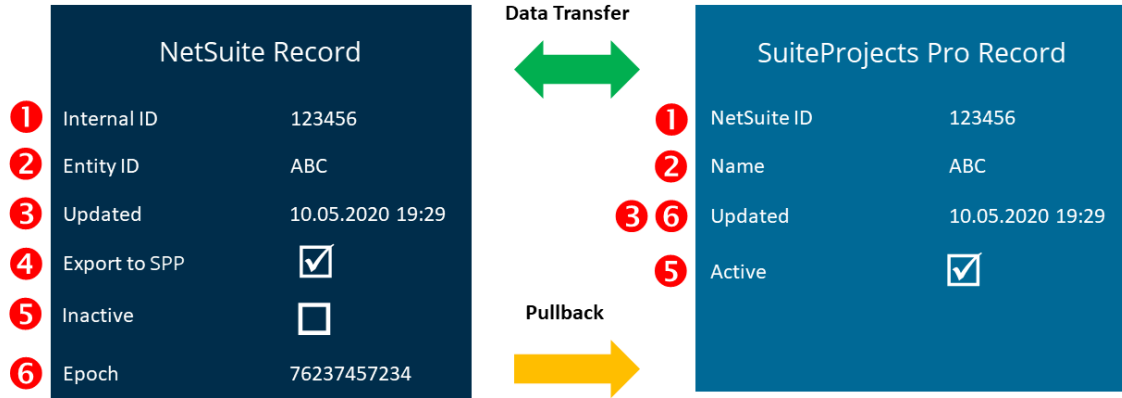 Data Transfer
NetSuite Record
1 Internal ID 123456
2 Entity ID ABC
3 Updated 10.05.2020 19:29
4 Export to SPP
5 Inactive
6 Epoch 76237457234
Pullback
SuiteProjects Pro Record
1 NetSuite ID 123456
2 Name ABC
3 6 Updated 10.05.2020 19:29
5 Active